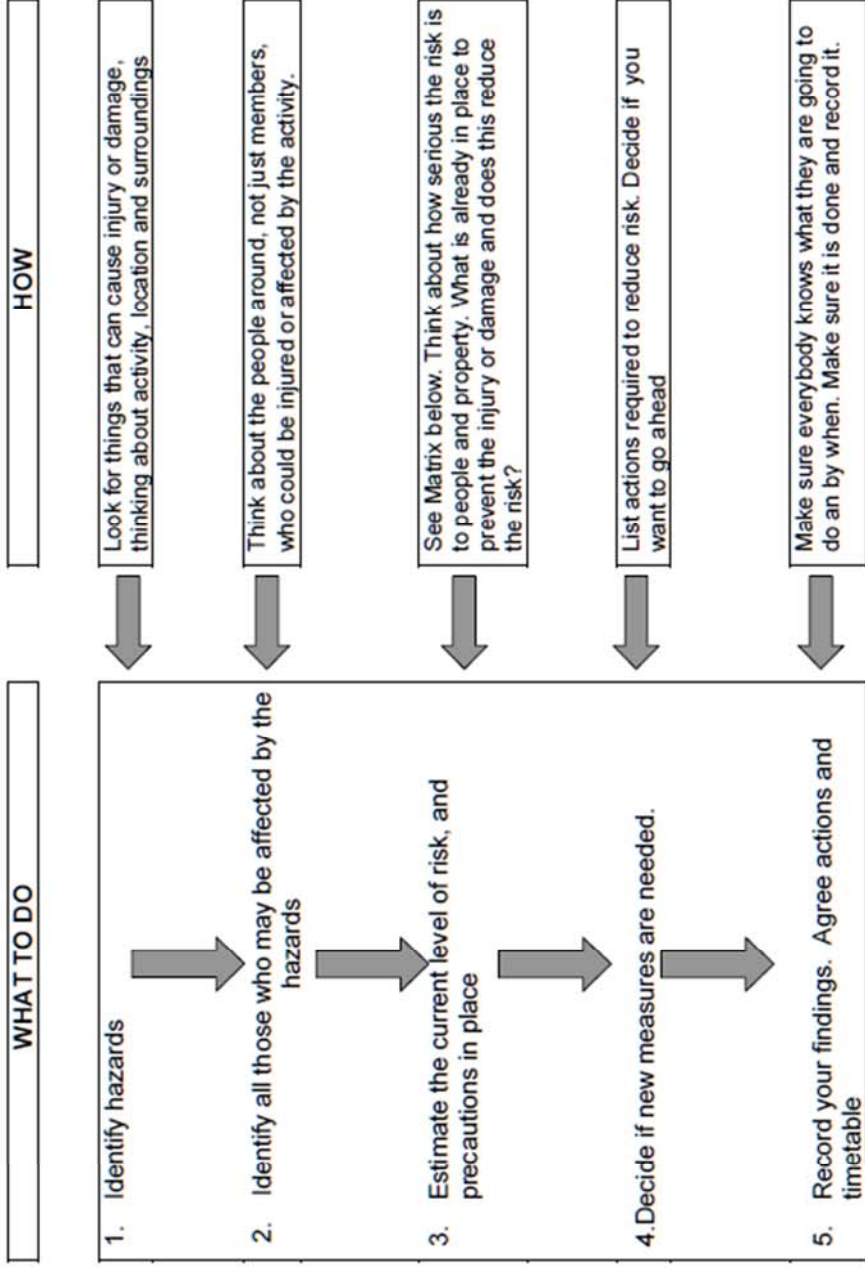 WHAT TO DO
HOW
1. Identify hazards
Look for things that can cause injury or damage,
thinking about activity, location and surroundings
2. Identify all those who may be affected by the
hazards
Think about the people around, not just members,
who could be injured or affected by the activity.
3. Estimate the current level of risk, and
precautions in place
See Matrix below. Think about how serious the risk is
to people and property. What is already in place to
prevent the injury or damage and does this reduce
the risk?
4.Decide if new measures are needed.
List actions required to reduce risk. Decide if you
want to go ahead
5. Record your findings. Agree actions and
timetable
Make sure everybody knows what they are going to
do an by when. Make sure it is done and record it.